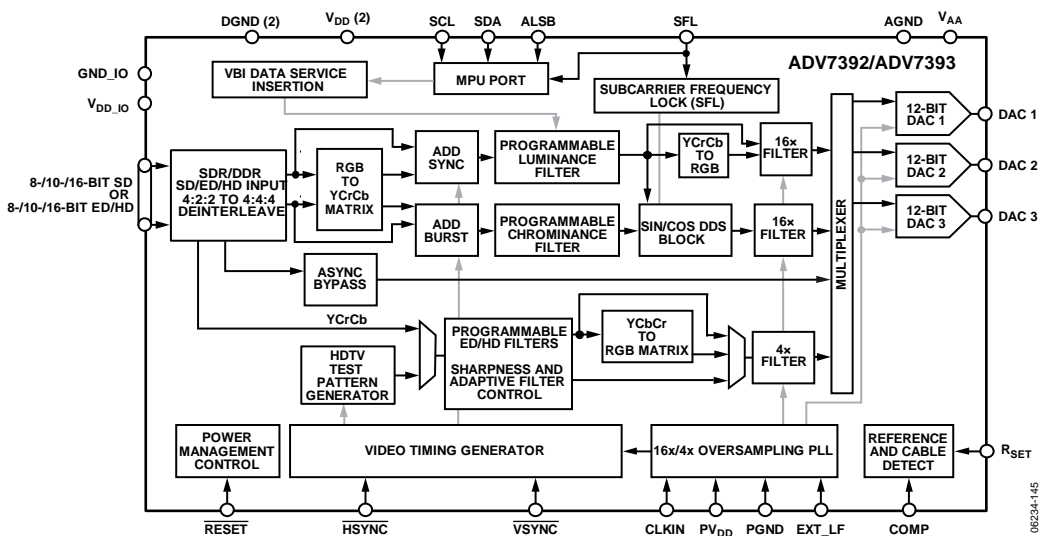 DGND (2)
VDD (2)
SCL
SDA
ALSB
SFL
AGND
VAA
GND_IO
VDD_IO
VBI DATA SERVICE
INSERTION
MPU PORT
SUBCARRIER FREQUENCY
LOCK (SFL)
ADV7392/ADV7393
8-/10-/16-BIT SD
OR
8-/10-/16-BIT ED/HD
SDR/DDR
SD/ED/HD INPUT
4:2:2 TO 4:4:4
DEINTERLEAVE
RGB
TO
YCrCb
MATRIX
ADD
SYNC
PROGRAMMABLE
LUMINANCE
FILTER
YCrCb
TO
RGB
16×
FILTER
12-BIT
DAC 1
DAC 1
12-BIT
DAC 2
DAC 2
12-BIT
DAC 3
DAC 3
ADD
BURST
PROGRAMMABLE
CHROMINANCE
FILTER
SIN/COS DDS
BLOCK
16×
FILTER
MULTIPLEXER
ASYNC
BYPASS
YCrCb
HDTV
TEST
PATTERN
GENERATOR
PROGRAMMABLE
ED/HD FILTERS
SHARPNESS AND
ADAPTIVE FILTER
CONTROL
YCbCr
TO
RGB MATRIX
4×
FILTER
POWER
MANAGEMENT
CONTROL
VIDEO TIMING GENERATOR
16x/4x OVERSAMPLING PLL
REFERENCE
AND CABLE
DETECT
RSET
RESET
HSYNC
VSYNC
CLKIN
PVDD
PGND
EXT_LF
COMP
06234-145